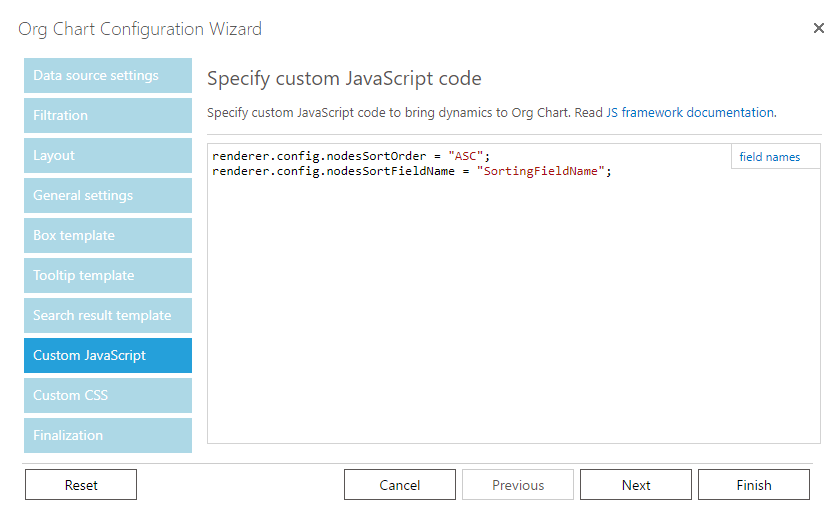 Org Chart Configuration Wizard
Data source settings
Filtration
Layout
General settings
Box template
Tooltip template
Search result template
Custom JavaScript
Custom CSS
Finalization
Specify custom JavaScript code
Specify custom JavaScript code to bring dynamics to Org Chart. Read JS framework documentation.
renderer.config.nodesSortOrder = "ASC";
renderer.config.nodesSortFieldName = "SortingFieldName";
field names
Reset
Cancel
Previous
Next
Finish